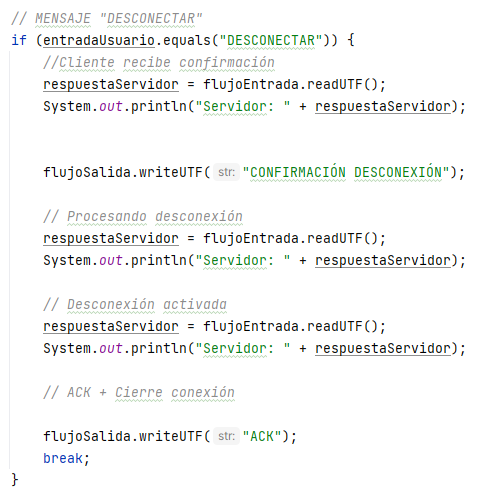 // MENSAJE "DESCONECTAR"
if (entradaUsuario.equals("DESCONECTAR")) {
//Cliente recibe confirmación
respuestaServidor = flujoEntrada.readUTF();
System.out.println("Servidor: " + respuestaServidor);
flujoSalida.writeUTF( str: "CONFIRMACIÓN DESCONEXIÓN");
// Procesando desconexión
respuestaServidor = flujoEntrada.readUTF();
System.out.println("Servidor: " + respuestaServidor);
// Desconexión activada
respuestaServidor = flujoEntrada.readUTF();
System.out.println("Servidor: " + respuestaServidor);
// ACK + Cierre conexión
flujoSalida.writeUTF( str: "ACK");
break;
}